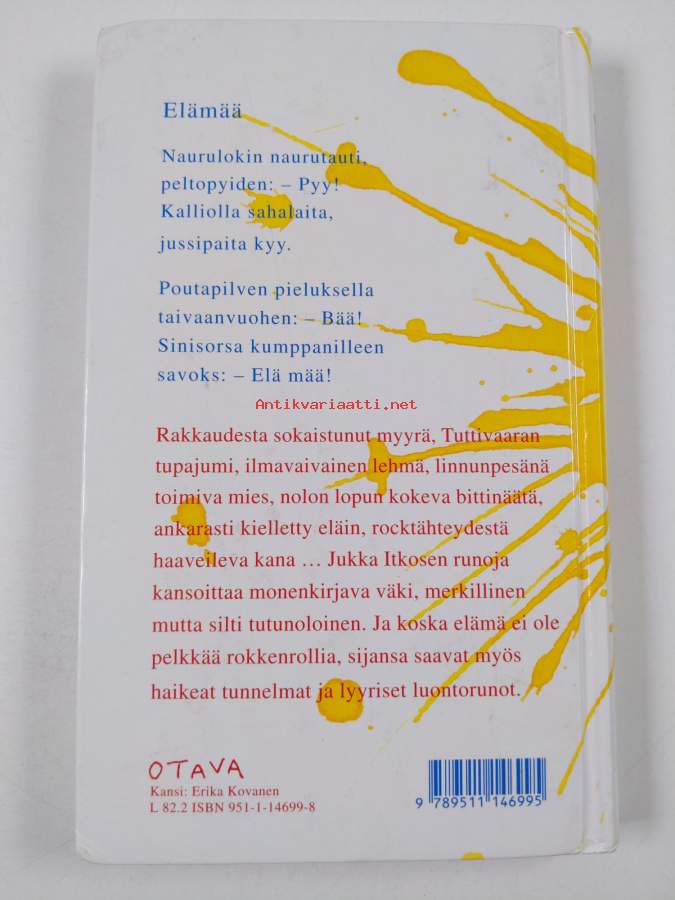 Elämää
Naurulokin naurutauti,
peltopyiden: – Pyy!
Kalliolla sahalaita,
jussipaita kyy.
Poutapilven pieluksella
taivaanvuohen: – Bää!
Sinisorsa kumppanilleen
savoks: – Elä mää!
Antikvariaatti.net
Rakkaudesta sokaistunut myyrä, Tuttivaaran
tupajumi, ilmavaivainen lehmä, linnunpesänä
toimiva mies, nolon lopun kokeva bittinäätä,
ankarasti kielletty eläin, rocktähteydestä
haaveileva kana ... Jukka Itkosen runoja
kansoittaa monenkirjava väki, merkillinen
mutta silti tutunoloinen. Ja koska elämä ei ole
pelkkää rokkenrollia, sijansa saavat myös
haikeat tunnelmat ja lyyriset luontorunot.
OTAVA
Kansi: Erika Kovanen
L 82.2 ISBN 951-1-14699-8
9 789511 146995